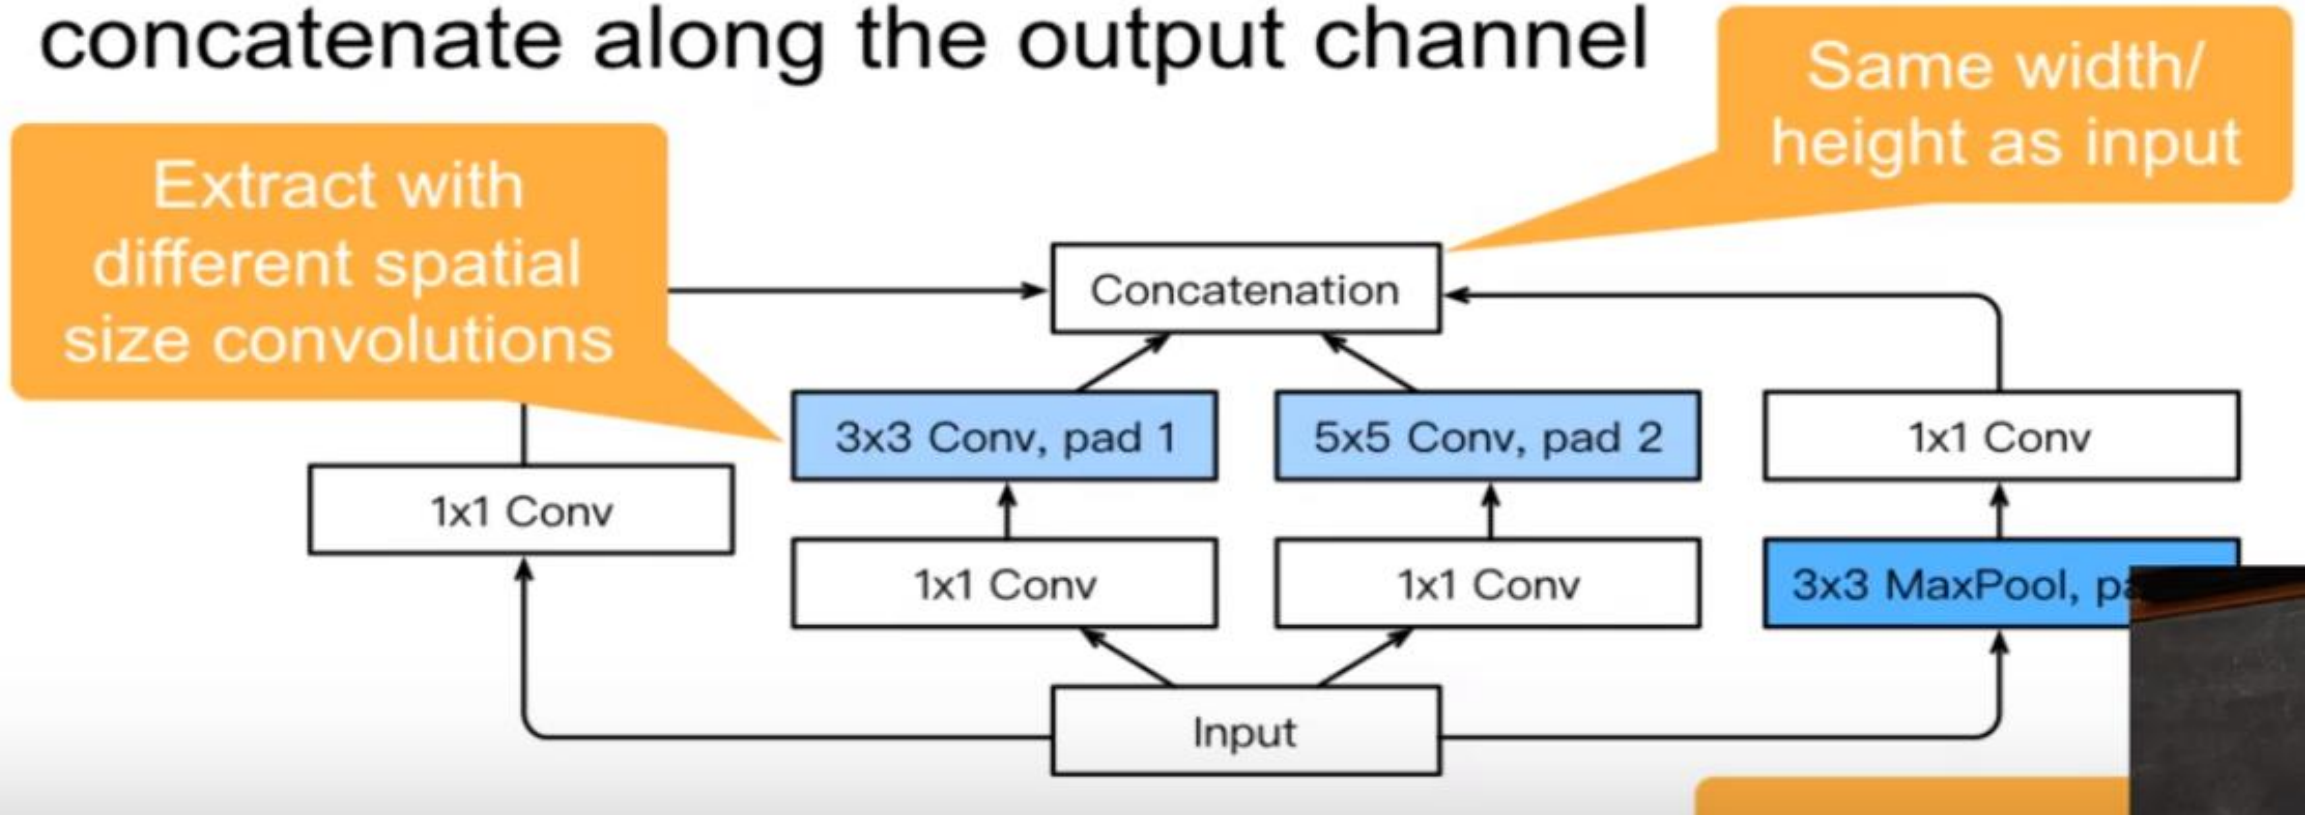 concatenate along the output channel
Same width/
height as input
Extract with
different spatial
size convolutions
Concatenation
3x3 Conv, pad 1
5x5 Conv, pad 2
1x1 Conv
1x1 Conv
1x1 Conv
1x1 Conv
3x3 MaxPool,
Input